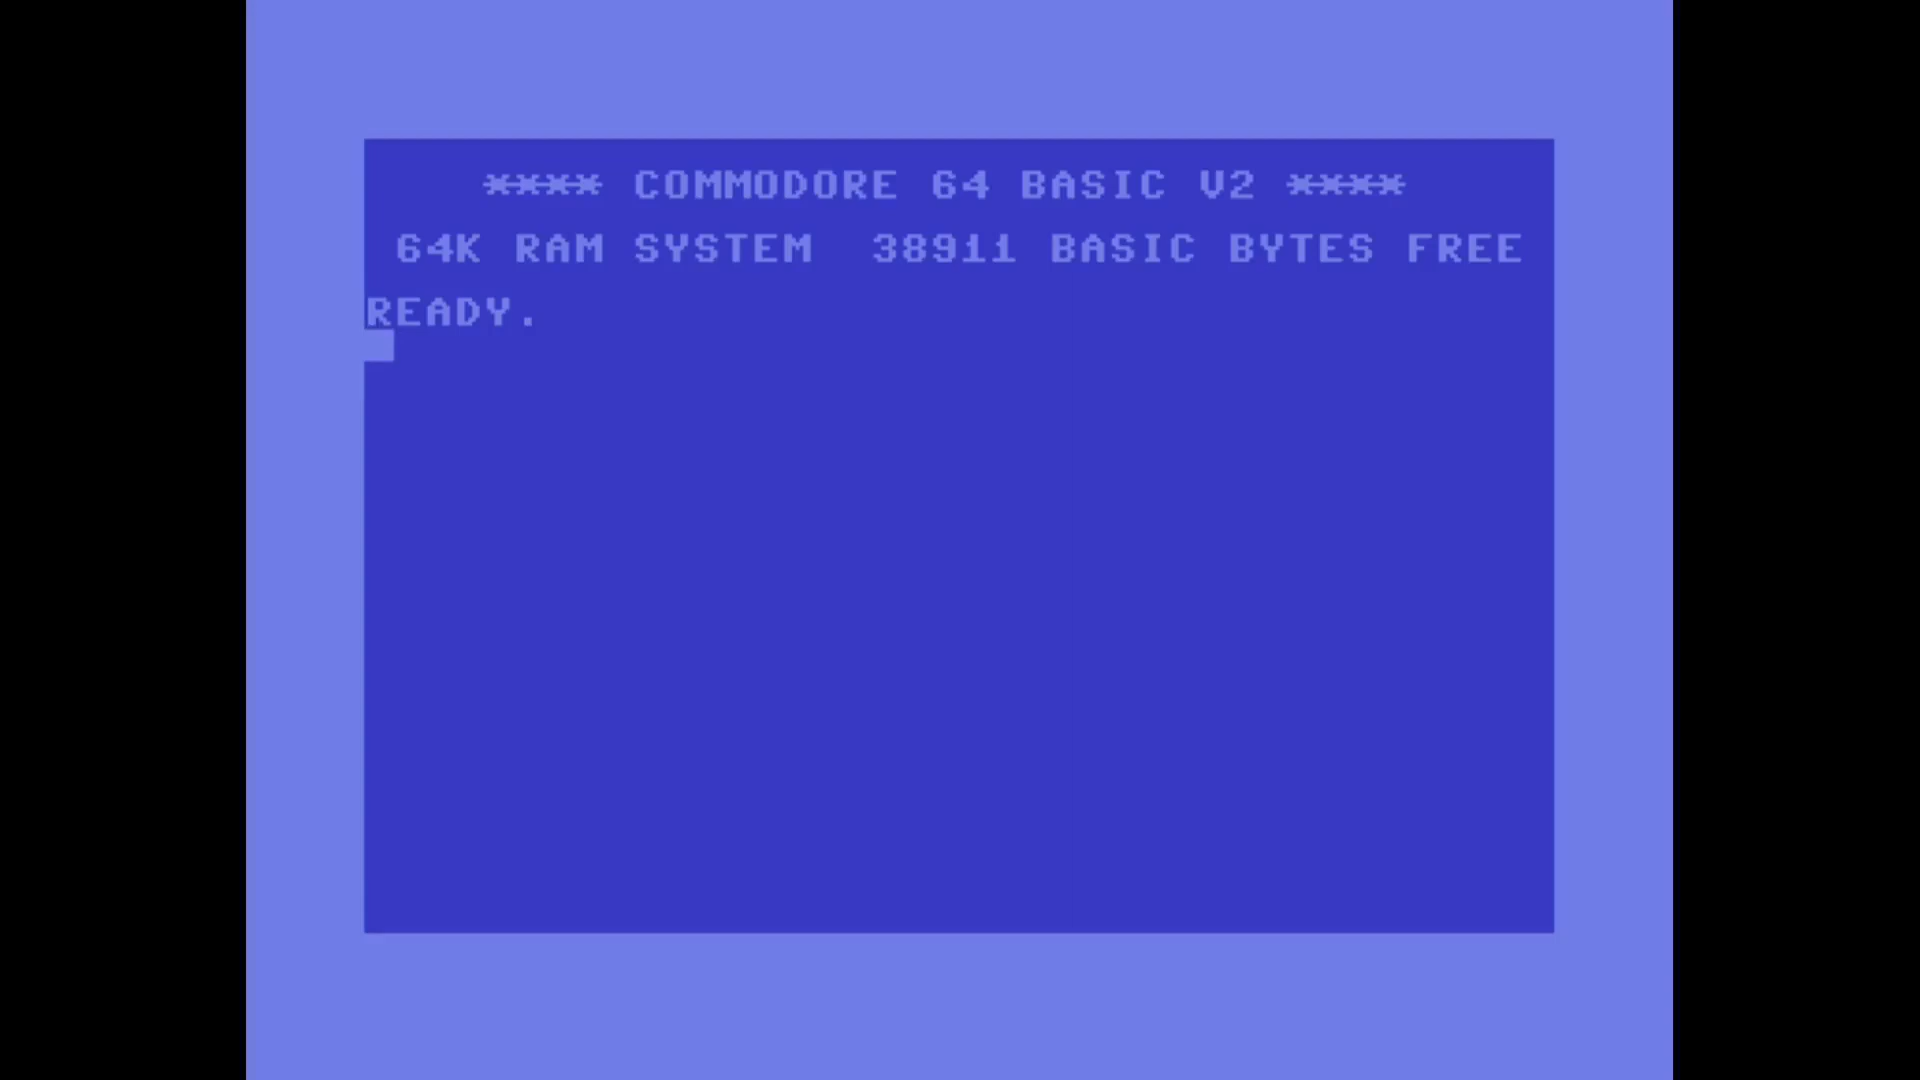 **** COMMODORE 64 BASIC V2 ****
64K RAM SYSTEM  38911 BASIC BYTES FREE
READY.